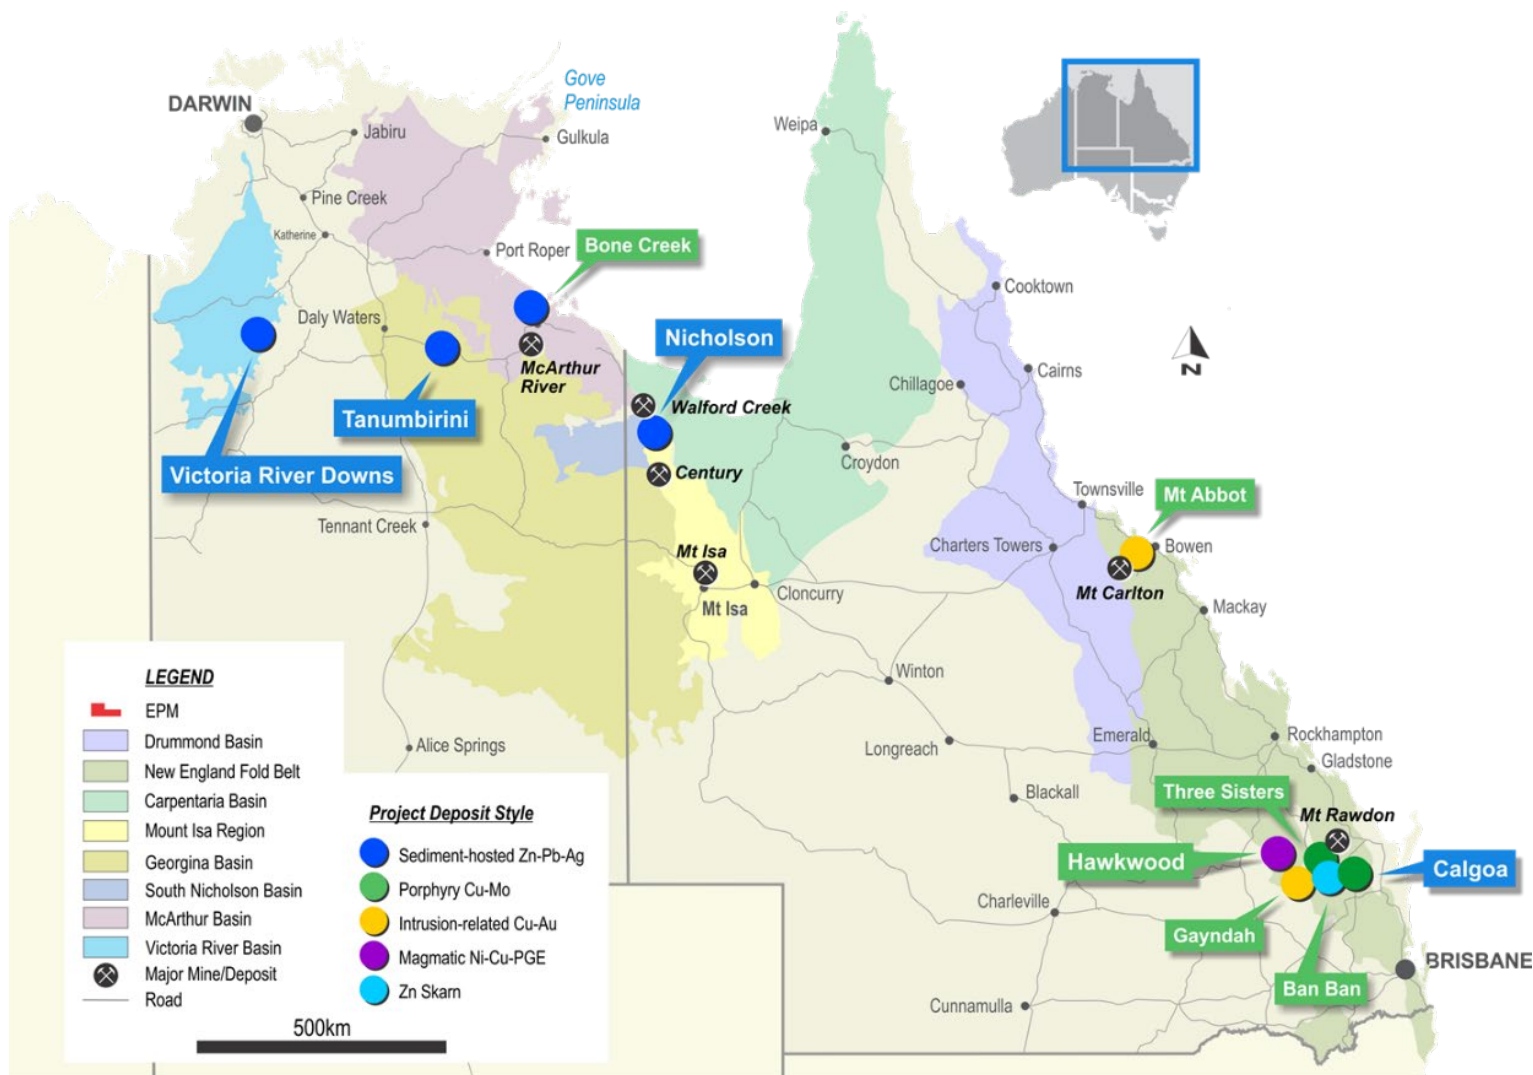 Gove
Peninsula
DARWIN
Jabiru
Gulkula
Weipa
Pine Creek
Katherine
Port Roper
Bone Creek
Cooktown
Daly Waters
Nicholson
N
McArthur
River
Cairns
Chillagoe
Walford Creek
Tanumbirini
Victoria River Downs
Croydon
Century
Townsville
Mt Abbot
Tennant Creek
Charters Towers
Bowen
Mt Isa
Mt Carlton
Cloncurry
Mt Isa
Mackay
Winton
Emerald
Rockhampton
Longreach
Alice Springs
Gladstone
Blackall
Three Sisters
Mt Rawdon
Hawkwood
Calgoa
Charleville
Gayndah
BRISBANE
Ban Ban
Cunnamulla
LEGEND
EPM
Drummond Basin
New England Fold Belt
Carpentaria Basin
Mount Isa Region
Georgina Basin
South Nicholson Basin
McArthur Basin
Victoria River Basin
Major Mine/Deposit
Road
Project Deposit Style
Sediment-hosted Zn-Pb-Ag
Porphyry Cu-Mo
Intrusion-related Cu-Au
Magmatic Ni-Cu-PGE
Zn Skarn
500km